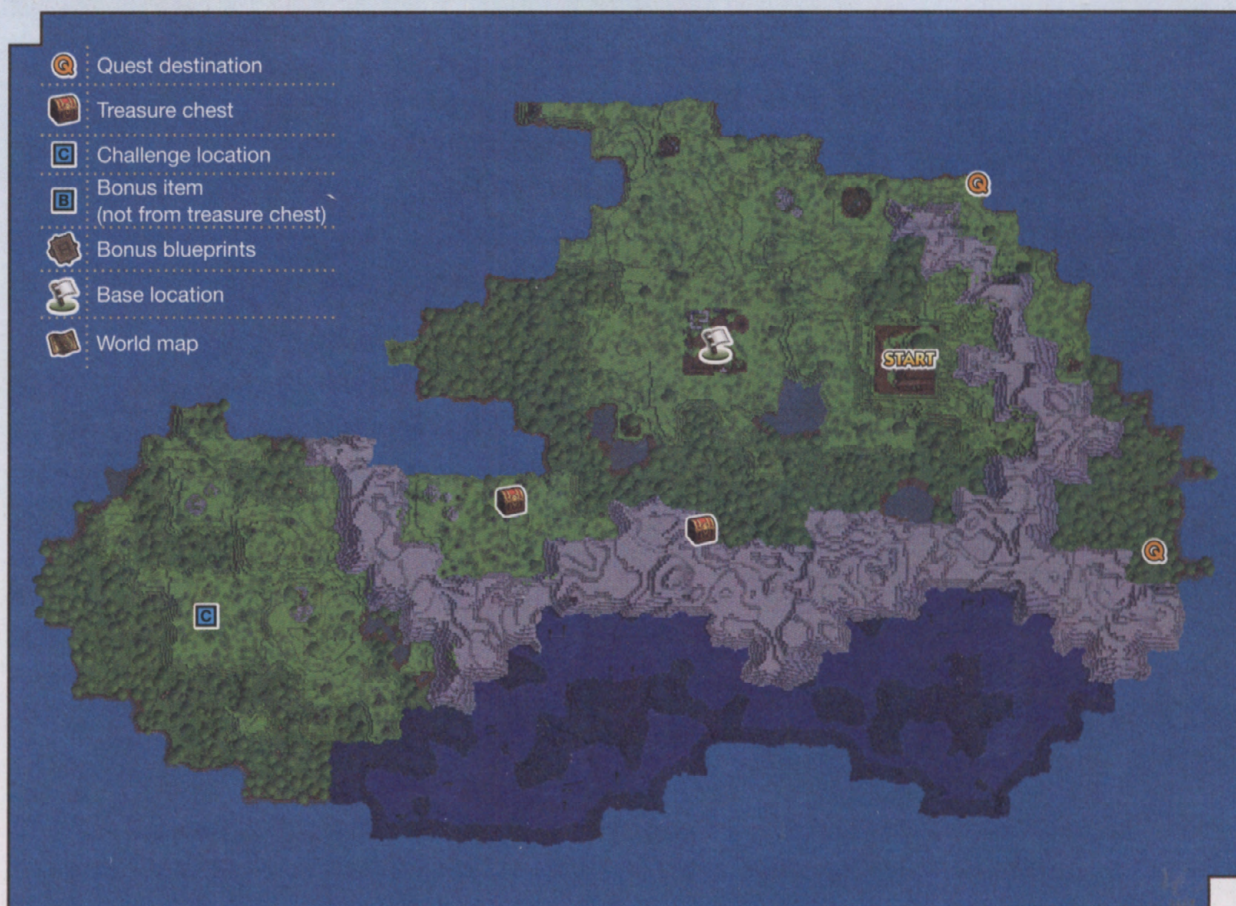 Q Quest destination
Treasure chest
C Challenge location
B Bonus item
(not from treasure chest)
Bonus blueprints
Base location
World map
Q
START
Q
C